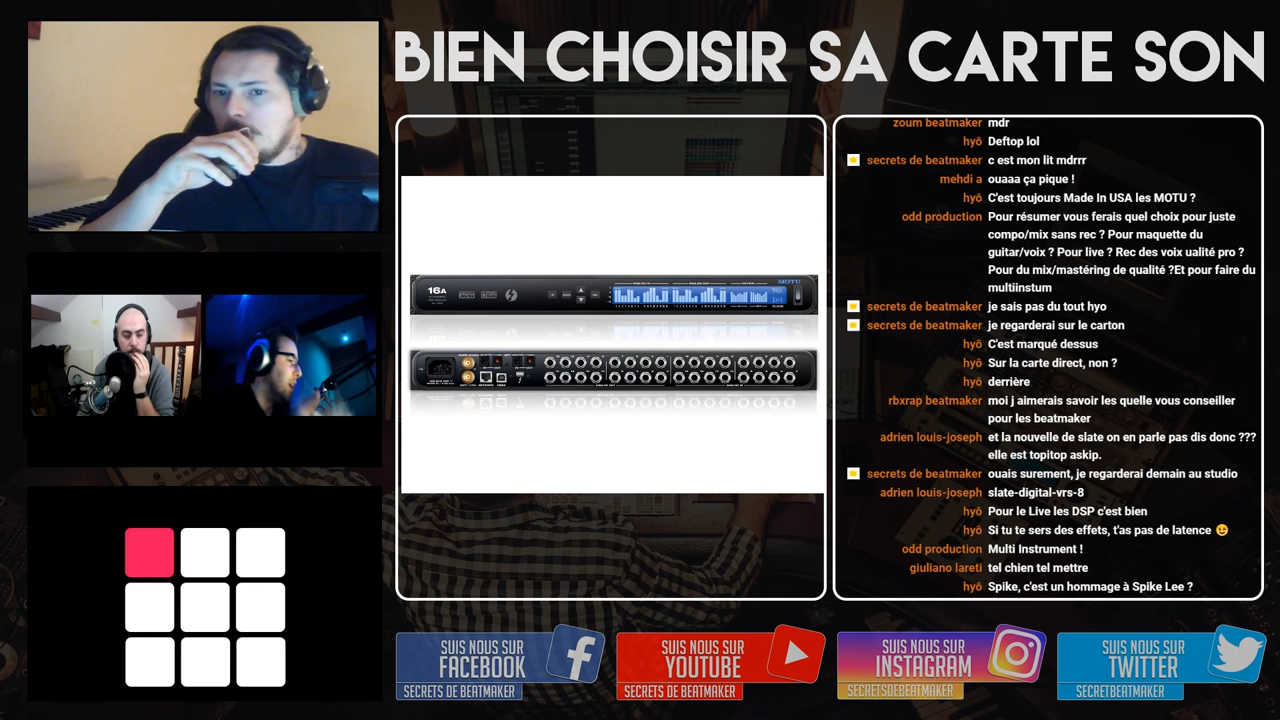 BIEN CHOISIR SA CARTE SON
zoum beatmaker mdr
hyô Deftop lol
secrets de beatmaker c est mon lit mdrrr
mehdi a ouaaa ça pique !
hyô C'est toujours Made In USA les MOTU ?
odd production Pour résumer vous ferais quel choix pour juste
compo/mix sans rec ? Pour maquette du
guitar/voix ? Pour live ? Rec des voix ualité pro ?
Pour du mix/mastéring de qualité ?Et pour faire du
multiinstum
secrets de beatmaker je sais pas du tout hyo
secrets de beatmaker je regarderai sur le carton
hyô C'est marqué dessus
hyô Sur la carte direct, non ?
hyô derrière
rbxrap beatmaker moi j aimerais savoir les quelle vous conseiller
pour les beatmaker
adrien louis-joseph et la nouvelle de slate on en parle pas dis donc ???
elle est topitop askip.
secrets de beatmaker ouais surement, je regarderai demain au studio
adrien louis-joseph slate-digital-vrs-8
hyô Pour le Live les DSP c'est bien
hyô Si tu te sers des effets, t'as pas de latence 😉
odd production Multi Instrument !
giuliano lareti tel chien tel mettre
hyô Spike, c'est un hommage à Spike Lee ?
16A
MOTU
SUIS NOUS SUR
FACEBOOK
SECRETS DE BEATMAKER
SUIS NOUS SUR
YOUTUBE
SECRETS DE BEATMAKER
SUIS NOUS SUR
INSTAGRAM
SECRETSDEBEATMAKER
SUIS NOUS SUR
TWITTER
SECRETBEATMAKER